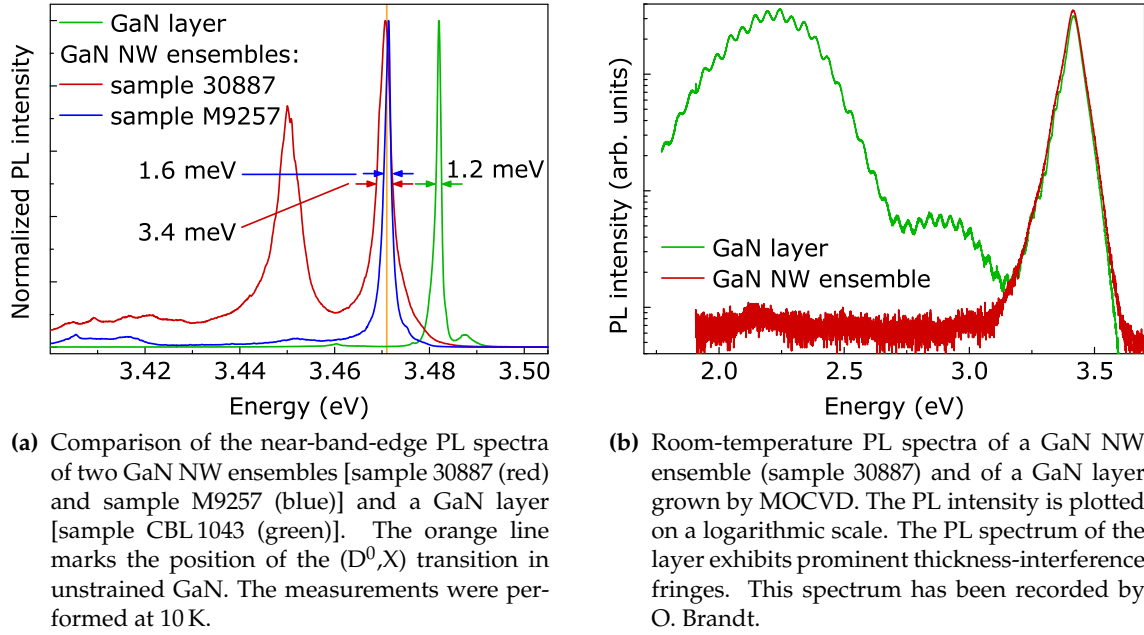 GaN layer
GaN NW ensembles:
sample 30887
sample M9257
1.6 meV
1.2 meV
3.4 meV
Normalized PL intensity
3.42
3.44
3.46
3.48
3.50
Energy (eV)
(a) Comparison of the near-band-edge PL spectra
of two GaN NW ensembles [sample 30887 (red)
and sample M9257 (blue)] and a GaN layer
[sample CBL 1043 (green)]. The orange line
marks the position of the (D⁰,X) transition in
unstrained GaN. The measurements were per-
formed at 10 K.
PL intensity (arb. units)
GaN layer
GaN NW ensemble
2.0
2.5
3.0
3.5
Energy (eV)
(b) Room-temperature PL spectra of a GaN NW
ensemble (sample 30887) and of a GaN layer
grown by MOCVD. The PL intensity is plotted
on a logarithmic scale. The PL spectrum of the
layer exhibits prominent thickness-interference
fringes. This spectrum has been recorded by
O. Brandt.